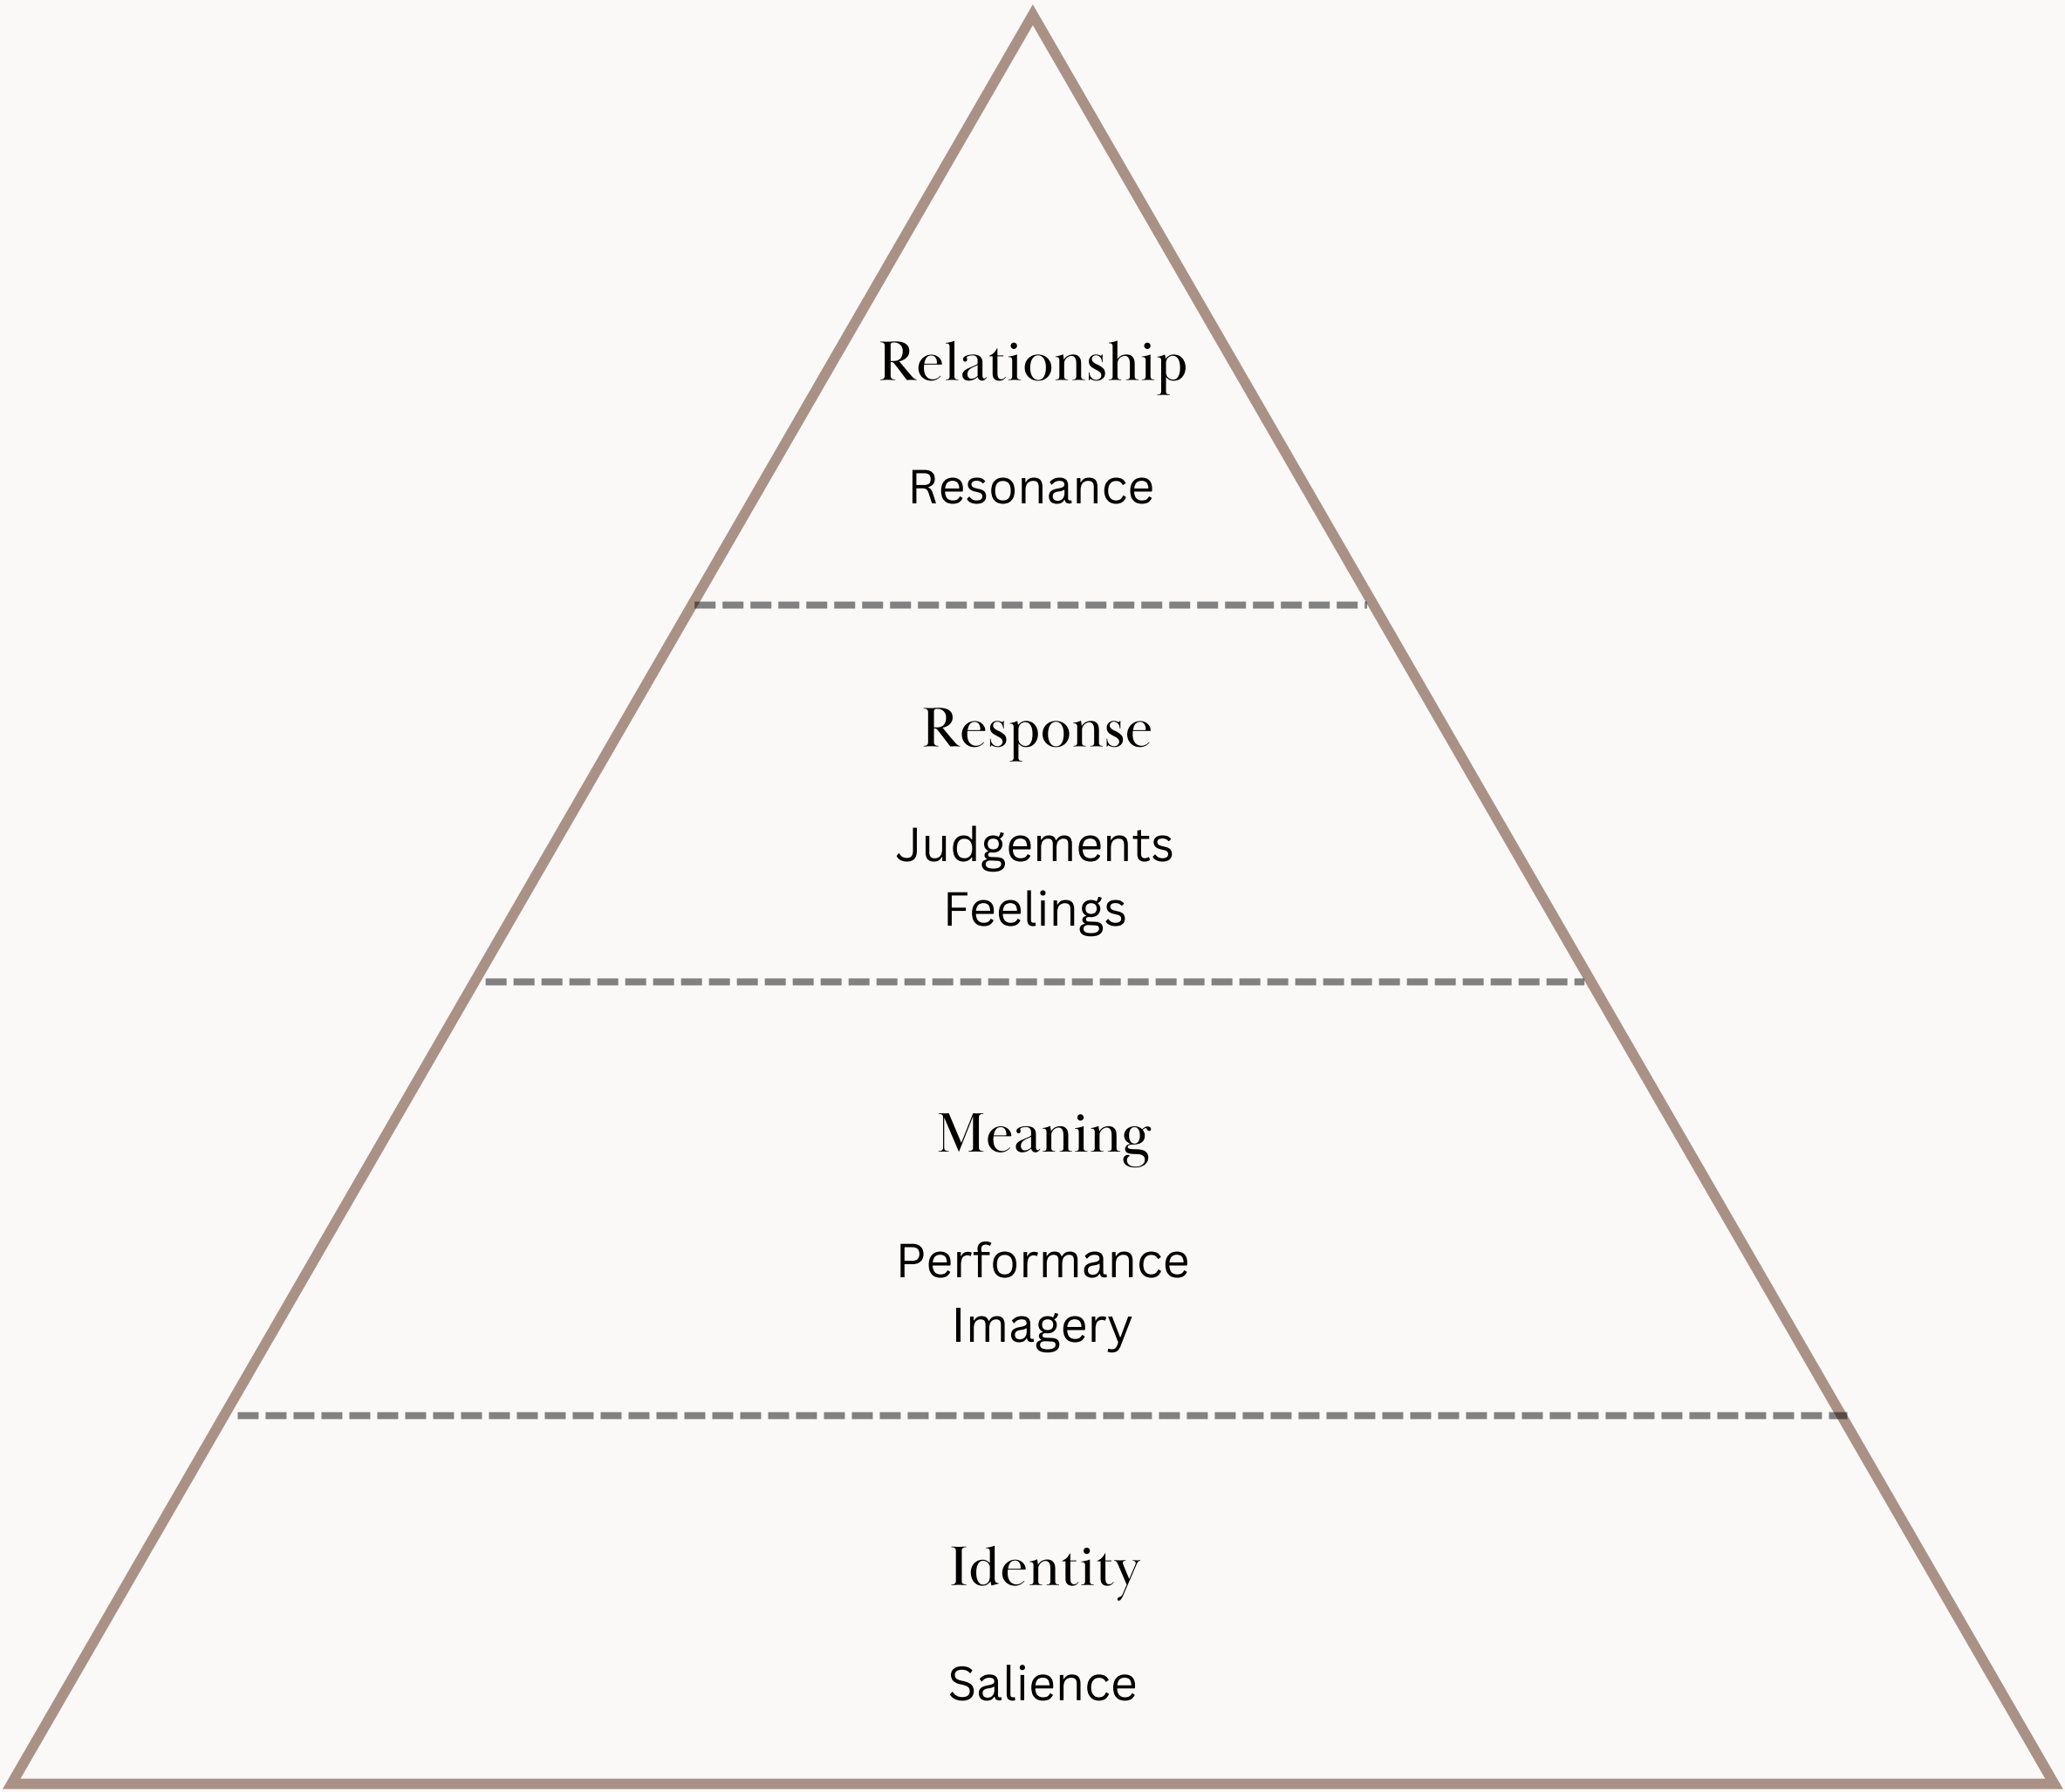 Relationship
Resonance
Response
Judgements
Feelings
Meaning
Performance
Imagery
Identity
Salience